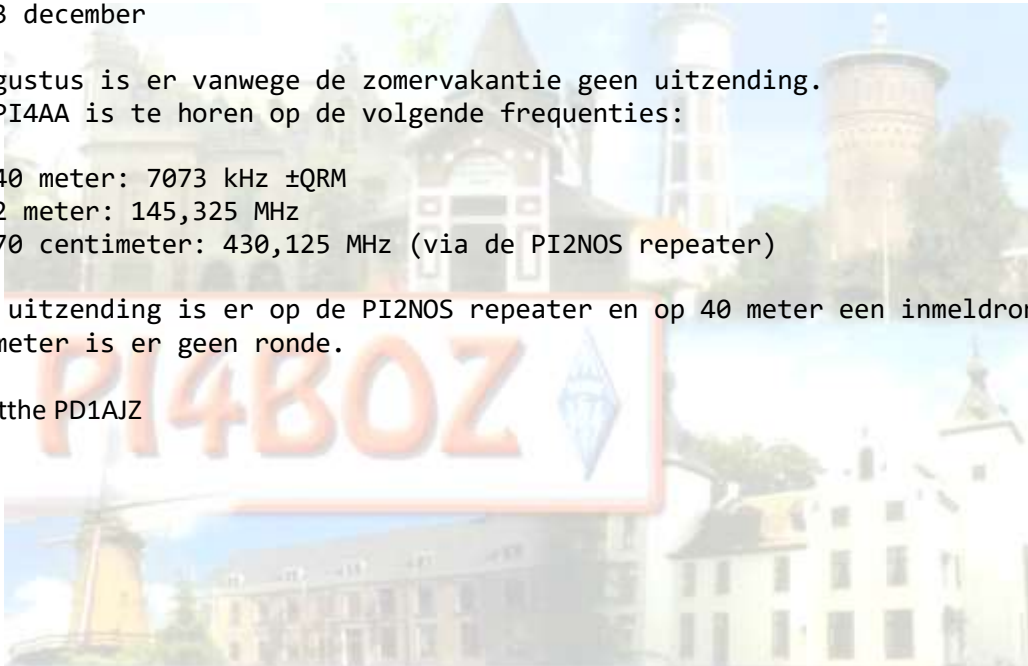 3 december
gustus is er vanwege de zomervakantie geen uitzending.
PI4AA is te horen op de volgende frequenties:
40 meter: 7073 kHz ±QRM
2 meter: 145,325 MHz
70 centimeter: 430,125 MHz (via de PI2NOS repeater)
uitzending is er op de PI2NOS repeater en op 40 meter een inmeldron
meter is er geen ronde.
tthe PD1AJZ
PI4BOZ